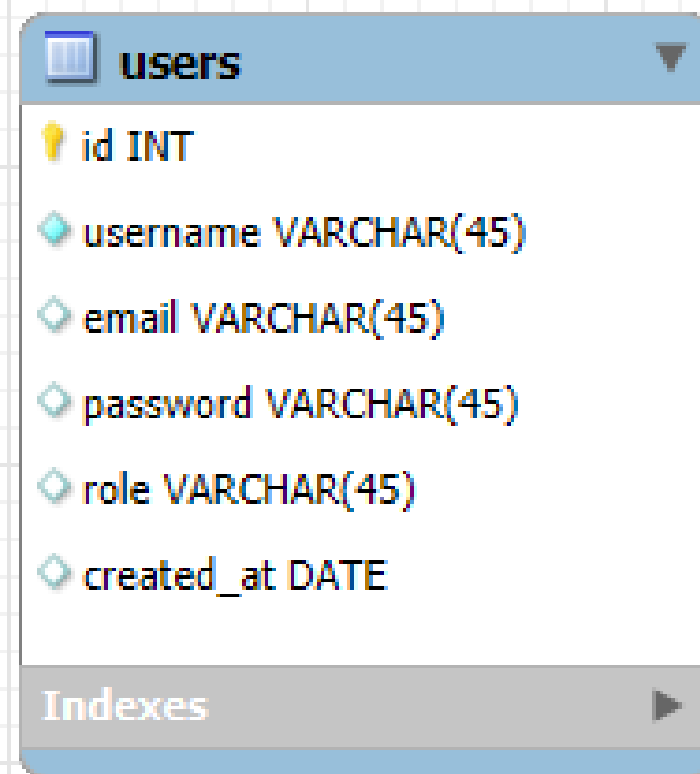 users
id INT
username VARCHAR(45)
email VARCHAR(45)
password VARCHAR(45)
role VARCHAR(45)
created_at DATE
Indexes